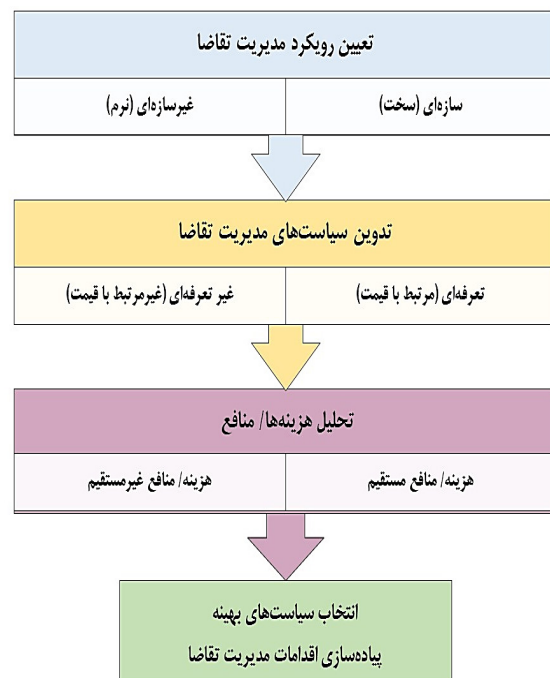 تعیین رویکرد مدیریت تقاضا
سازه‌ای (سخت)
غیرسازه‌ای (نرم)
تدوین سیاست‌های مدیریت تقاضا
تعرفه‌ای (مرتبط با قیمت)
غیر تعرفه‌ای (غیرمرتبط با قیمت)
تحلیل هزینه‌ها/ منافع
هزینه/ منافع مستقیم
هزینه/ منافع غیرمستقیم
انتخاب سیاست‌های بهینه
پیاده‌سازی اقدامات مدیریت تقاضا